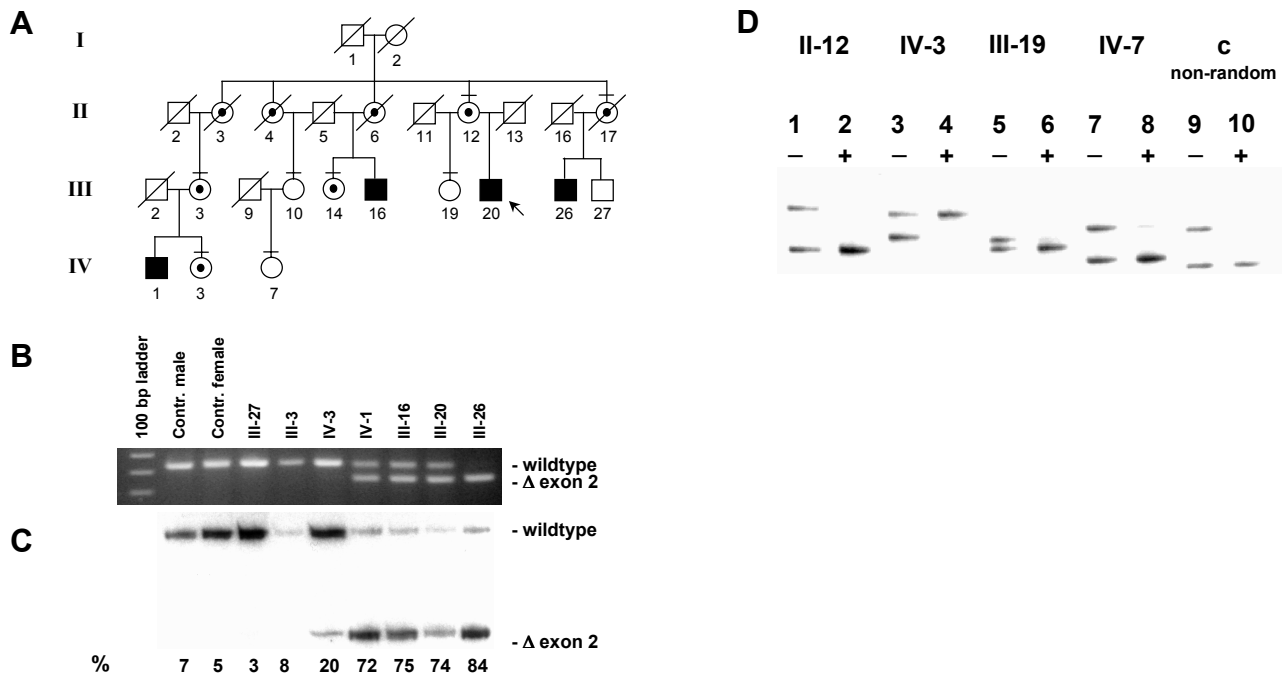 A
I
1 2
II
2 3 4 5 6 11 12 13 16 17
III
2 3 9 10 14 16 19 20 26 27
IV
1 3 7
B
100 bp ladder
Contr. male
Contr. female
III-27
III-3
IV-3
IV-1
III-16
III-20
III-26
- wildtype
- Δ exon 2
C
- wildtype
- Δ exon 2
% 7 5 3 8 20 72 75 74 84
D
II-12 IV-3 III-19 IV-7 c
non-random
1 2 3 4 5 6 7 8 9 10
– + – + – + – + – +